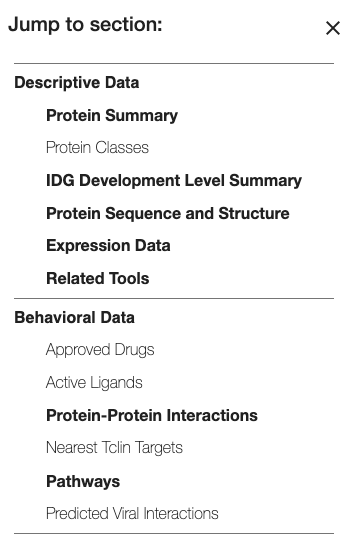 Jump to section:
Descriptive Data
Protein Summary
Protein Classes
IDG Development Level Summary
Protein Sequence and Structure
Expression Data
Related Tools
Behavioral Data
Approved Drugs
Active Ligands
Protein-Protein Interactions
Nearest Tclin Targets
Pathways
Predicted Viral Interactions